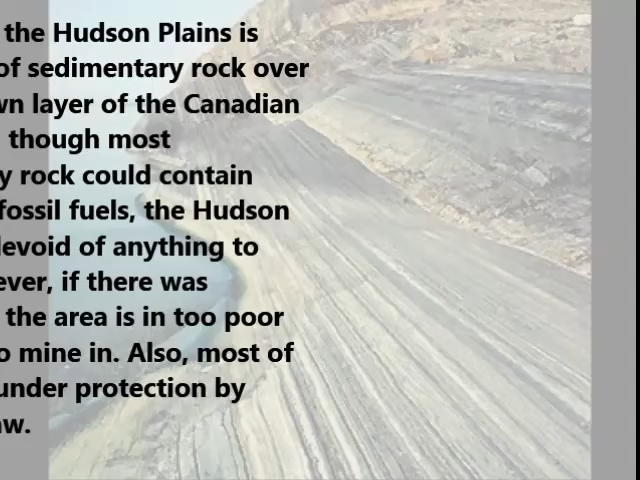 the Hudson Plains is
of sedimentary rock over
wn layer of the Canadian
though most
y rock could contain
fossil fuels, the Hudson
devoid of anything to
ever, if there was
the area is in too poor
o mine in. Also, most of
under protection by
aw.